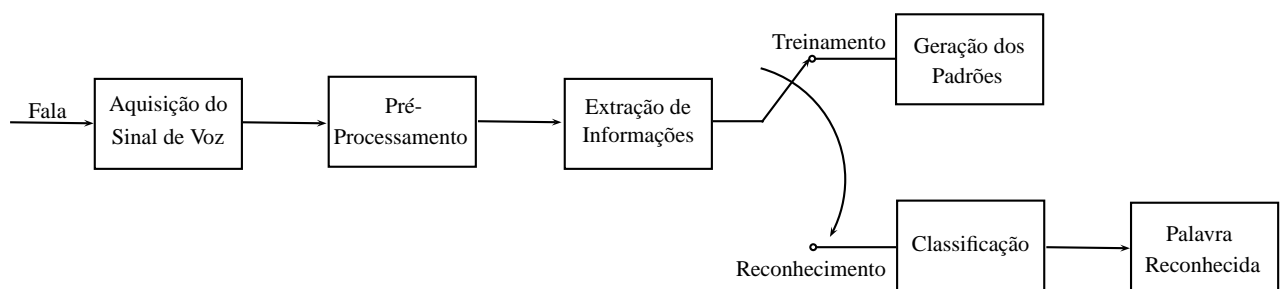 Fala
Aquisição do
Sinal de Voz
Pré-
Processamento
Extração de
Informações
Treinamento
Geração dos
Padrões
Reconhecimento
Classificação
Palavra
Reconhecida